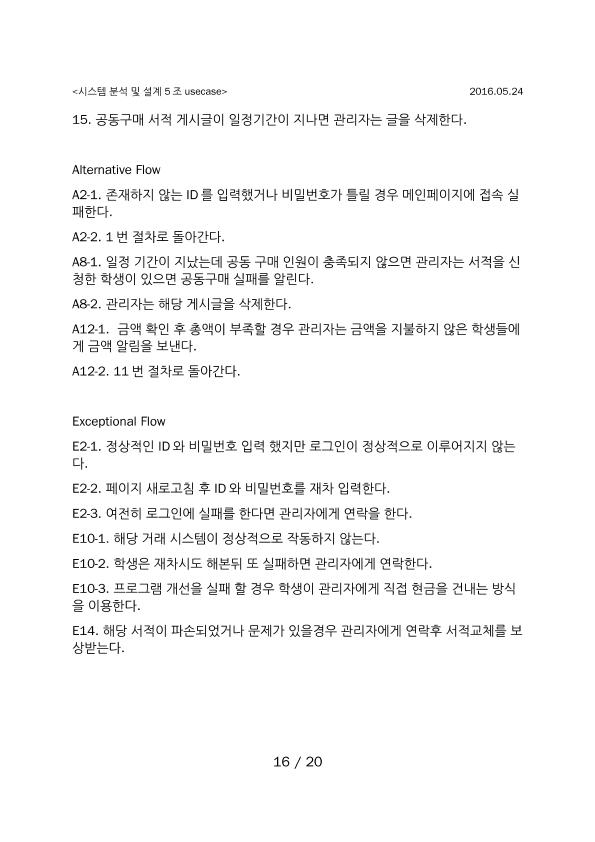 <시스템 분석 및 설계 5 조 usecase> 2016.05.24
15. 공동구매 서적 게시글이 일정기간이 지나면 관리자는 글을 삭제한다.
Alternative Flow
A2-1. 존재하지 않는 ID 를 입력했거나 비밀번호가 틀릴 경우 메인페이지에 접속 실
패한다.
A2-2. 1 번 절차로 돌아간다.
A8-1. 일정 기간이 지났는데 공동 구매 인원이 충족되지 않으면 관리자는 서적을 신
청한 학생이 있으면 공동구매 실패를 알린다.
A8-2. 관리자는 해당 게시글을 삭제한다.
A12-1.  금액 확인 후 총액이 부족할 경우 관리자는 금액을 지불하지 않은 학생들에
게 금액 알림을 보낸다.
A12-2. 11 번 절차로 돌아간다.
Exceptional Flow
E2-1. 정상적인 ID 와 비밀번호 입력 했지만 로그인이 정상적으로 이루어지지 않는
다.
E2-2. 페이지 새로고침 후 ID 와 비밀번호를 재차 입력한다.
E2-3. 여전히 로그인에 실패를 한다면 관리자에게 연락을 한다.
E10-1. 해당 거래 시스템이 정상적으로 작동하지 않는다.
E10-2. 학생은 재차시도 해본뒤 또 실패하면 관리자에게 연락한다.
E10-3. 프로그램 개선을 실패 할 경우 학생이 관리자에게 직접 현금을 건내는 방식
을 이용한다.
E14. 해당 서적이 파손되었거나 문제가 있을경우 관리자에게 연락후 서적교체를 보
상받는다.
16 / 20